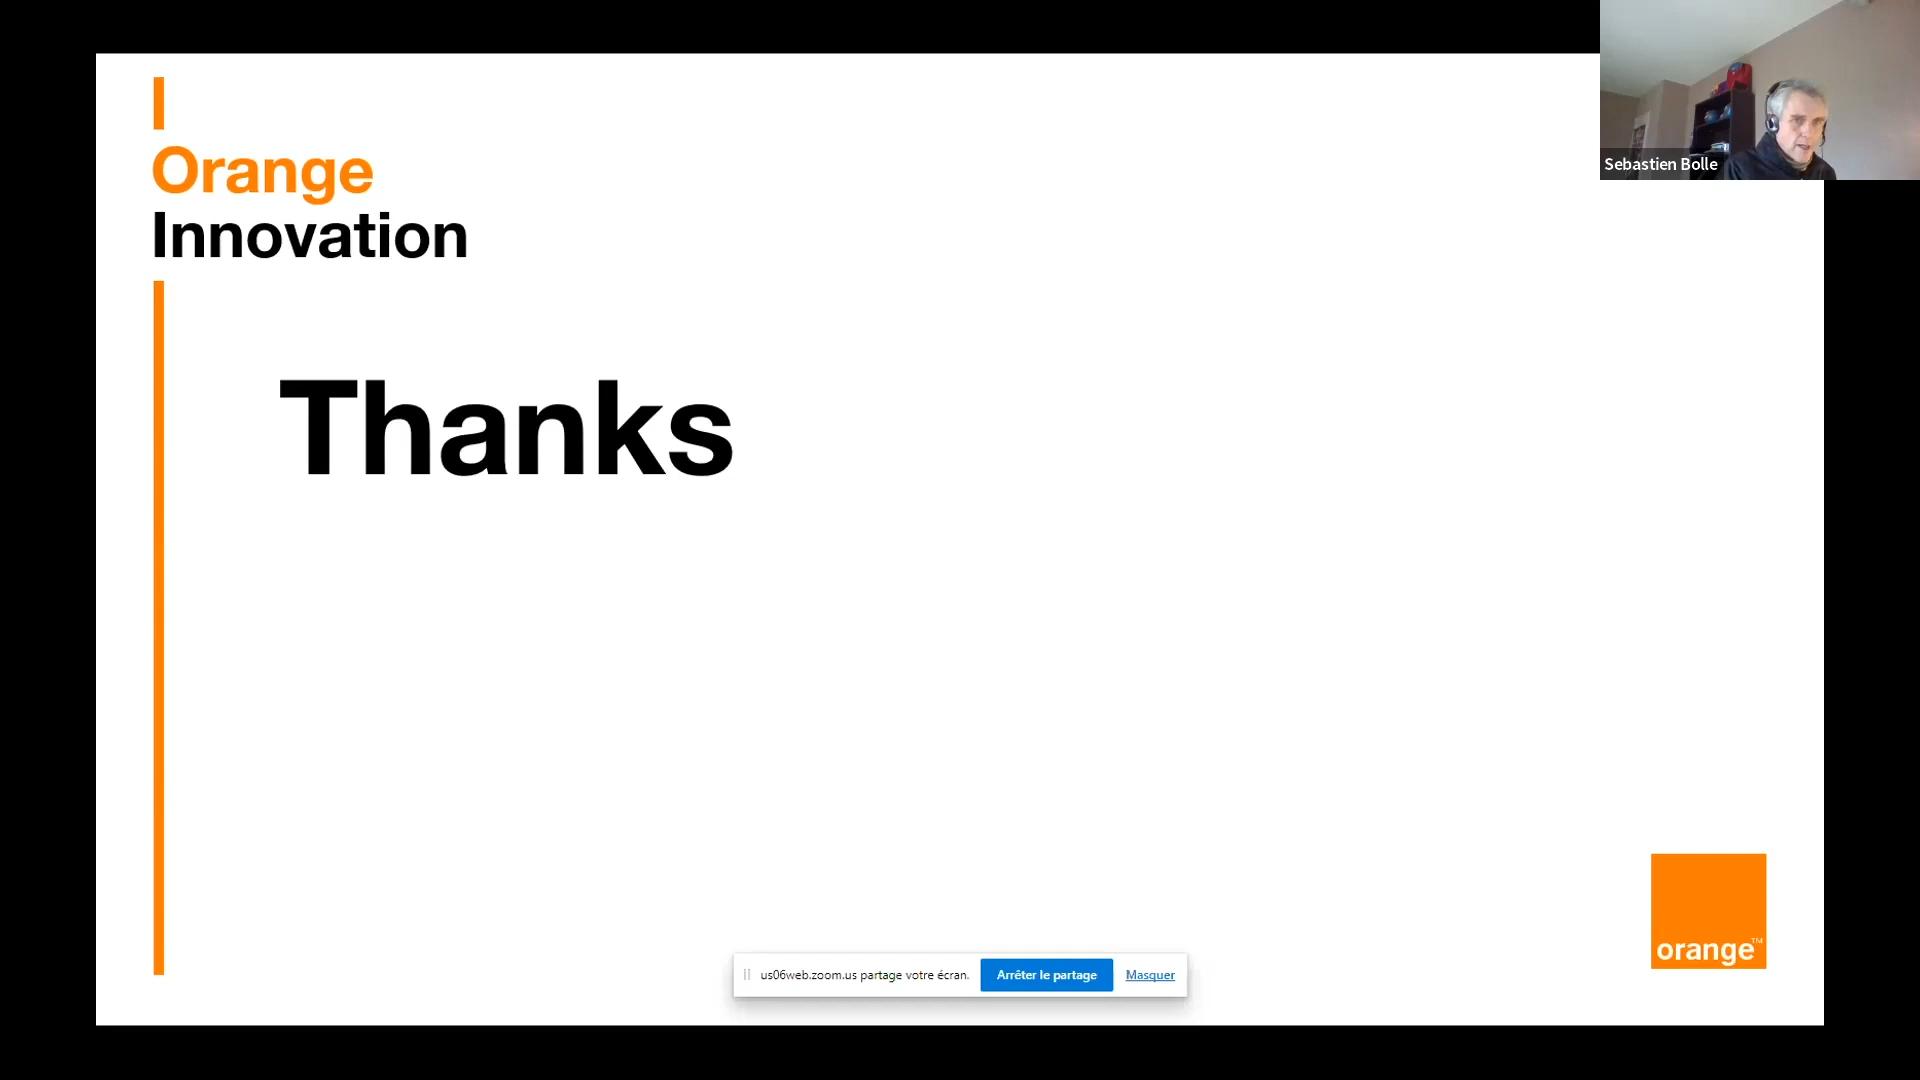 Orange
Innovation
Thanks
Sebastien Bolle
orange™
us06web.zoom.us partage votre écran.
Arrêter le partage
Masquer